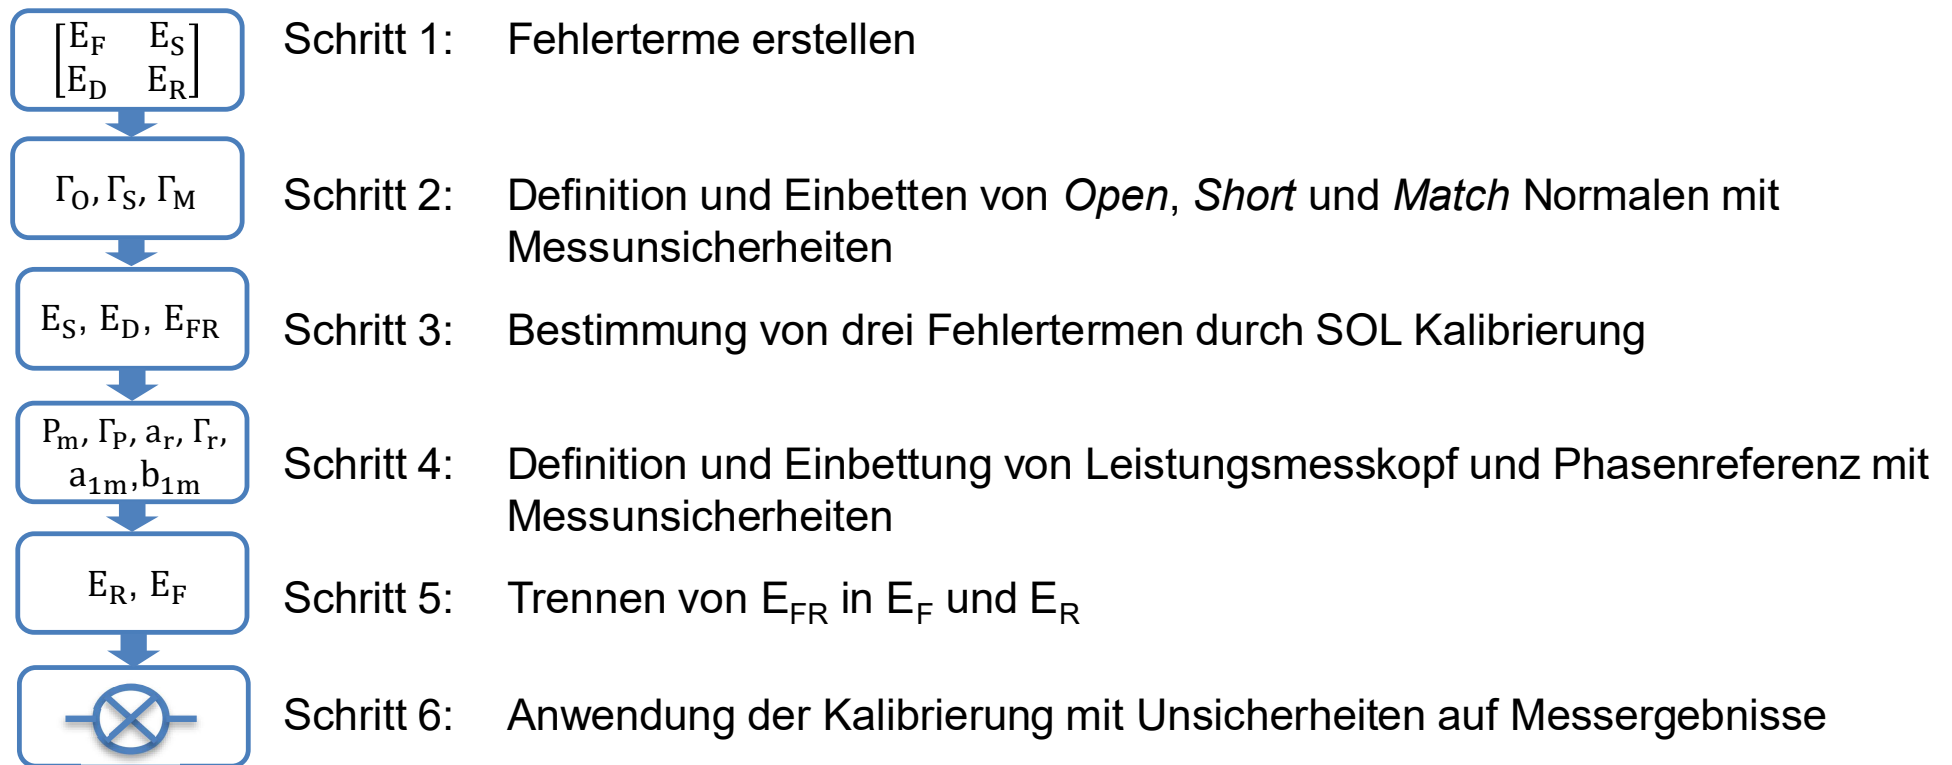 [E_F E_S]
[E_D E_R]
Schritt 1: Fehlerterme erstellen
Γ_O, Γ_S, Γ_M
Schritt 2: Definition und Einbetten von Open, Short und Match Normalen mit
Messunsicherheiten
E_S, E_D, E_FR
Schritt 3: Bestimmung von drei Fehlertermen durch SOL Kalibrierung
P_m, Γ_P, a_r, Γ_r,
a_1m,b_1m
Schritt 4: Definition und Einbettung von Leistungsmesskopf und Phasenreferenz mit
Messunsicherheiten
E_R, E_F
Schritt 5: Trennen von E_FR in E_F und E_R
Schritt 6: Anwendung der Kalibrierung mit Unsicherheiten auf Messergebnisse